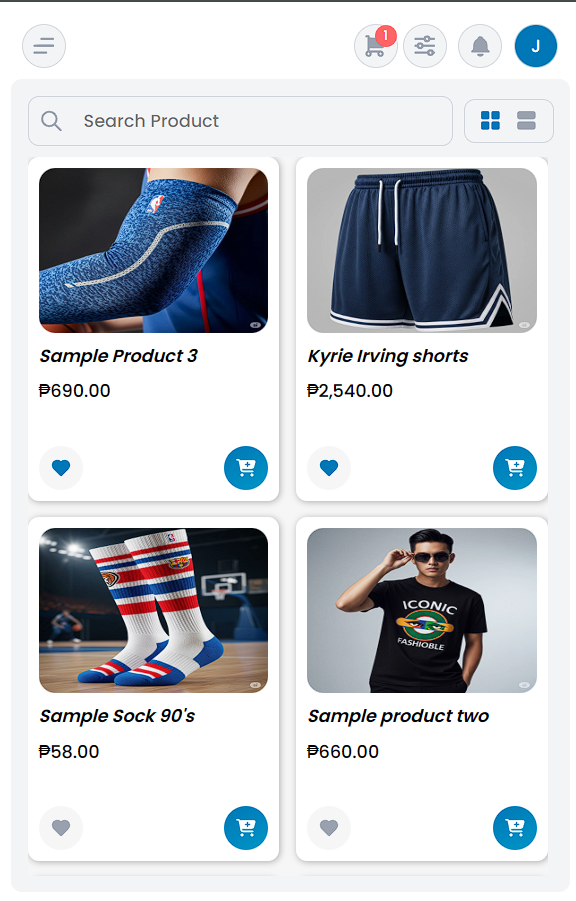 1
J
Search Product
Sample Product 3
Kyrie Irving shorts
₱690.00
₱2,540.00
Sample Sock 90's
ICONIC
FASHIOBLE
Sample product two
₱58.00
₱660.00